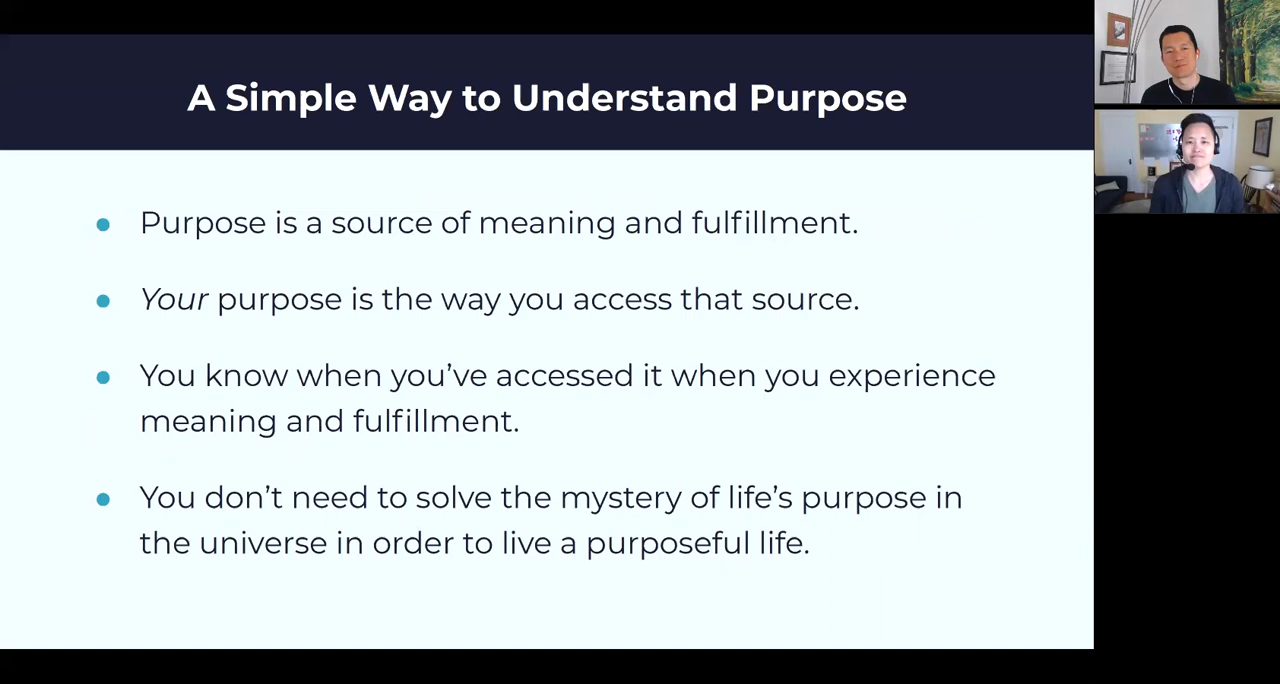 A Simple Way to Understand Purpose
● Purpose is a source of meaning and fulfillment.
● Your purpose is the way you access that source.
● You know when you’ve accessed it when you experience
meaning and fulfillment.
● You don’t need to solve the mystery of life’s purpose in
the universe in order to live a purposeful life.